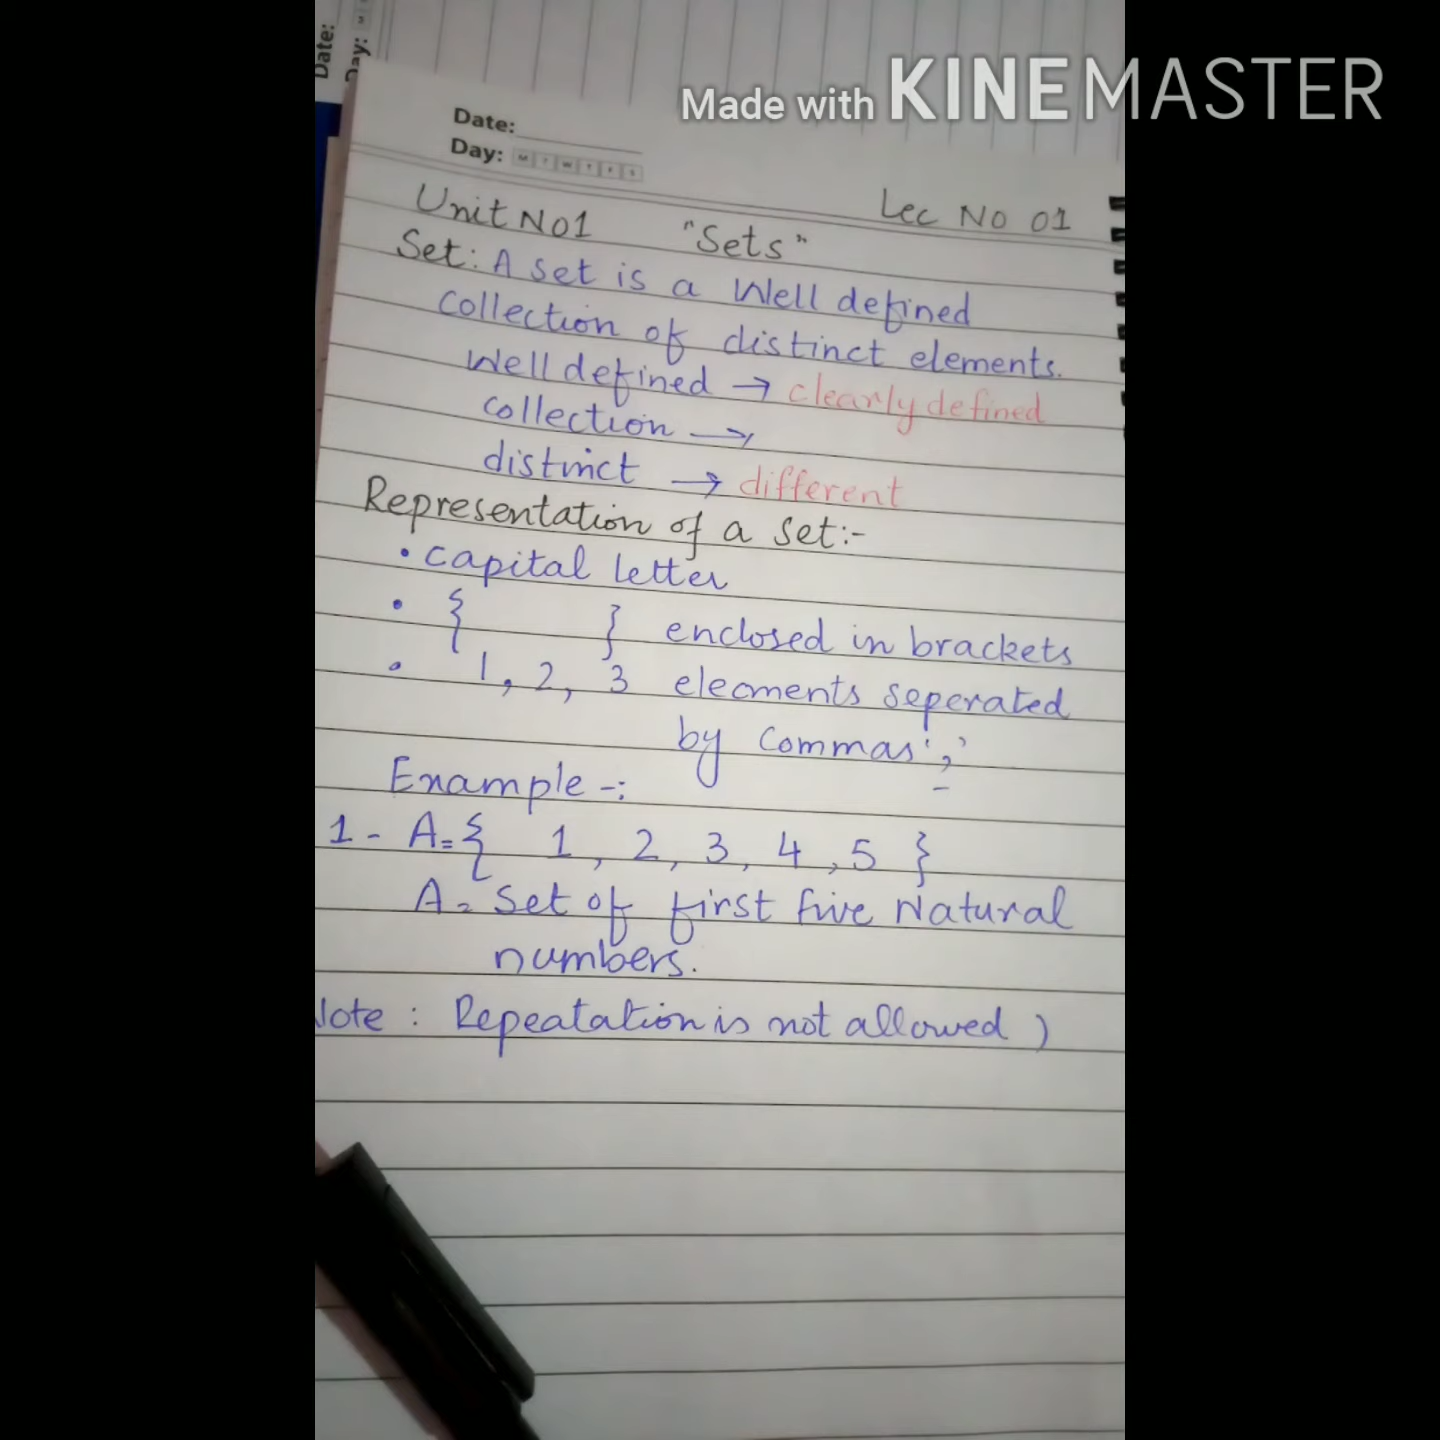 Date:
Day:
Made with KINEMASTER
Date:
Day: M T W T F S
Lec No 01
Unit No1 "Sets"
Set: A set is a Well defined
collection of distinct elements.
Well defined → clearly defined
collection →
distinct → different
Representation of a set:-
• capital letter
• { } enclosed in brackets
• 1, 2, 3 elecments seperated
by commas ','
Example -:
1 - A={ 1, 2, 3, 4, 5 }
A = Set of first five Natural
numbers.
Note : Repeatation is not allowed )